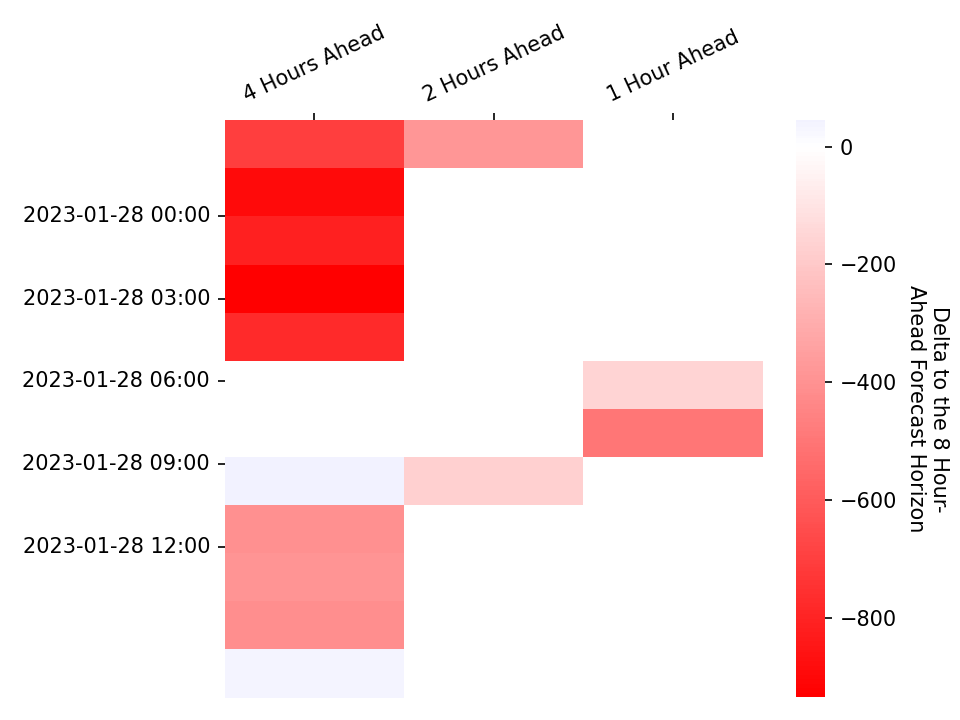 4 Hours Ahead
2 Hours Ahead
1 Hour Ahead
2023-01-28 00:00
2023-01-28 03:00
2023-01-28 06:00
2023-01-28 09:00
2023-01-28 12:00
0
−200
−400
−600
−800
Delta to the 8 Hour-
Ahead Forecast Horizon